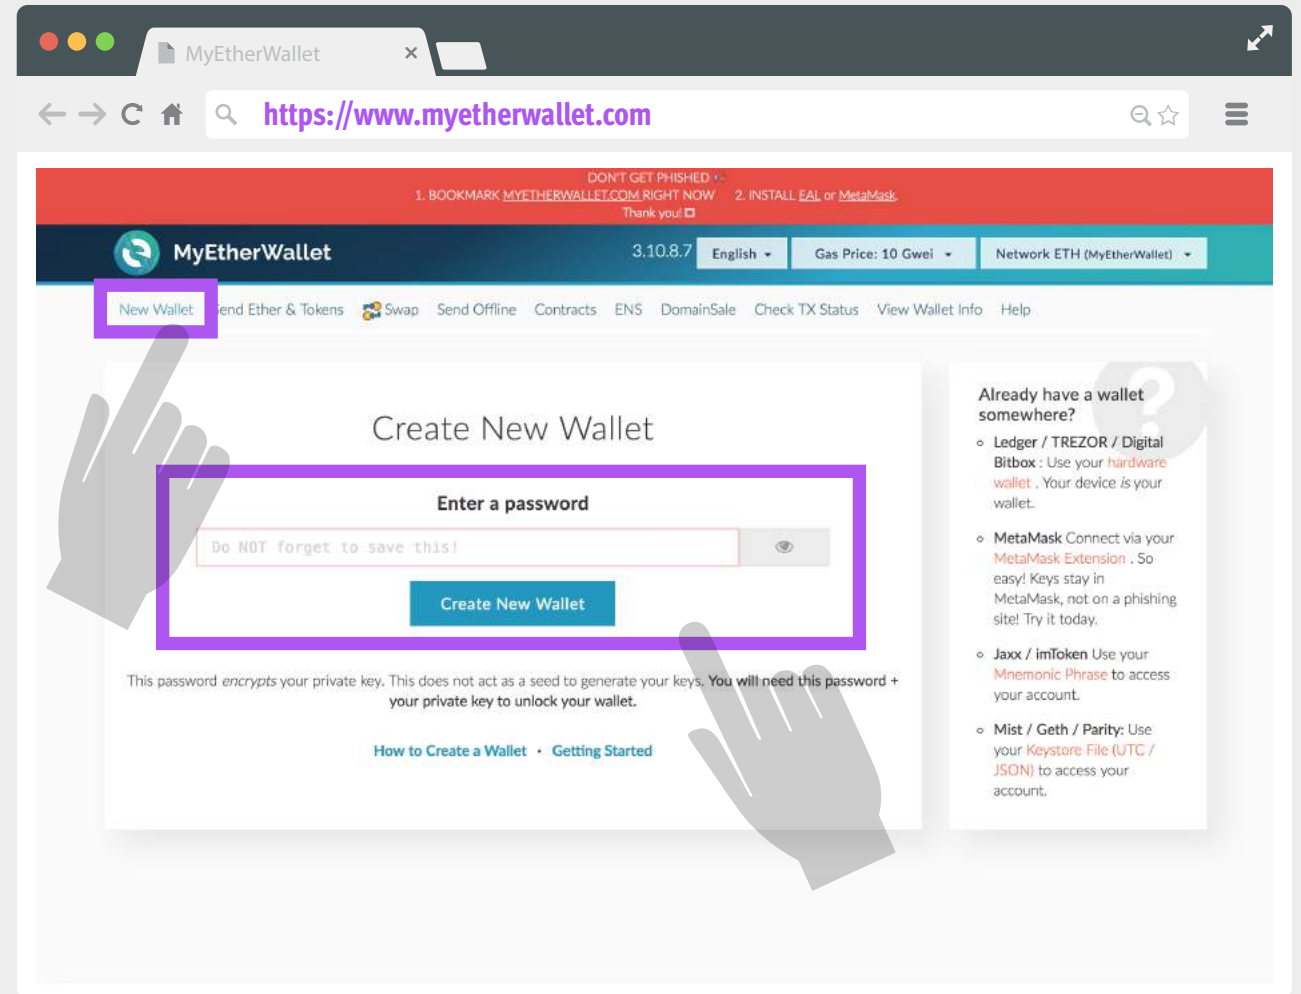 MyEtherWallet ×
https://www.myetherwallet.com
DON'T GET PHISHED
1. BOOKMARK MYETHERWALLET.COM RIGHT NOW 2. INSTALL EAL or MetaMask.
Thank you!
MyEtherWallet
3.10.8.7 English Gas Price: 10 Gwei Network ETH (MyEtherWallet)
New Wallet Send Ether & Tokens Swap Send Offline Contracts ENS DomainSale Check TX Status View Wallet Info Help
Create New Wallet
Enter a password
Do NOT forget to save this!
Create New Wallet
This password encrypts your private key. This does not act as a seed to generate your keys. You will need this password +
your private key to unlock your wallet.
How to Create a Wallet · Getting Started
Already have a wallet
somewhere?
Ledger / TREZOR / Digital
Bitbox : Use your hardware
wallet . Your device is your
wallet.
MetaMask Connect via your
MetaMask Extension . So
easy! Keys stay in
MetaMask, not on a phishing
site! Try it today.
Jaxx / imToken Use your
Mnemonic Phrase to access
your account.
Mist / Geth / Parity: Use
your Keystore File (UTC /
JSON) to access your
account.